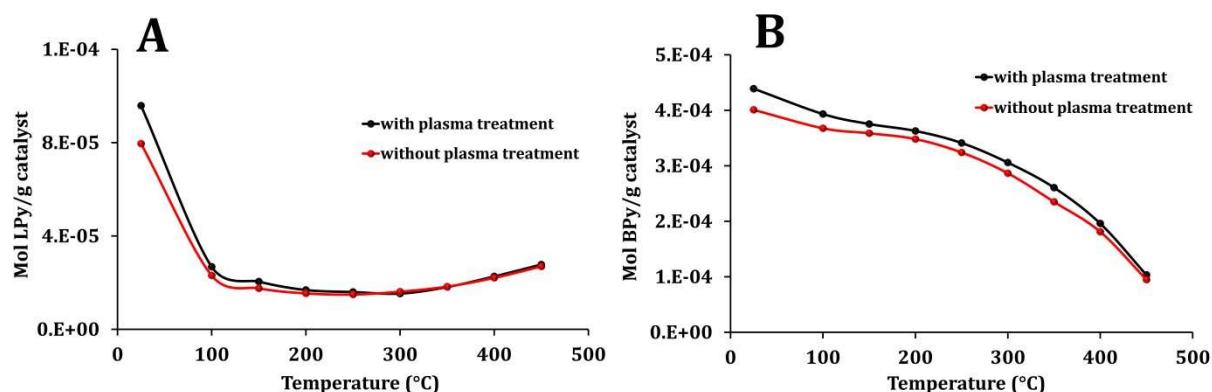 A
Mol LPy/g catalyst
1.E-04
8.E-05
4.E-05
0.E+00
with plasma treatment
without plasma treatment
0 100 200 300 400 500
Temperature (°C)
B
Mol BPy/g catalyst
5.E-04
4.E-04
3.E-04
2.E-04
1.E-04
0.E+00
with plasma treatment
without plasma treatment
0 100 200 300 400 500
Temperature (°C)